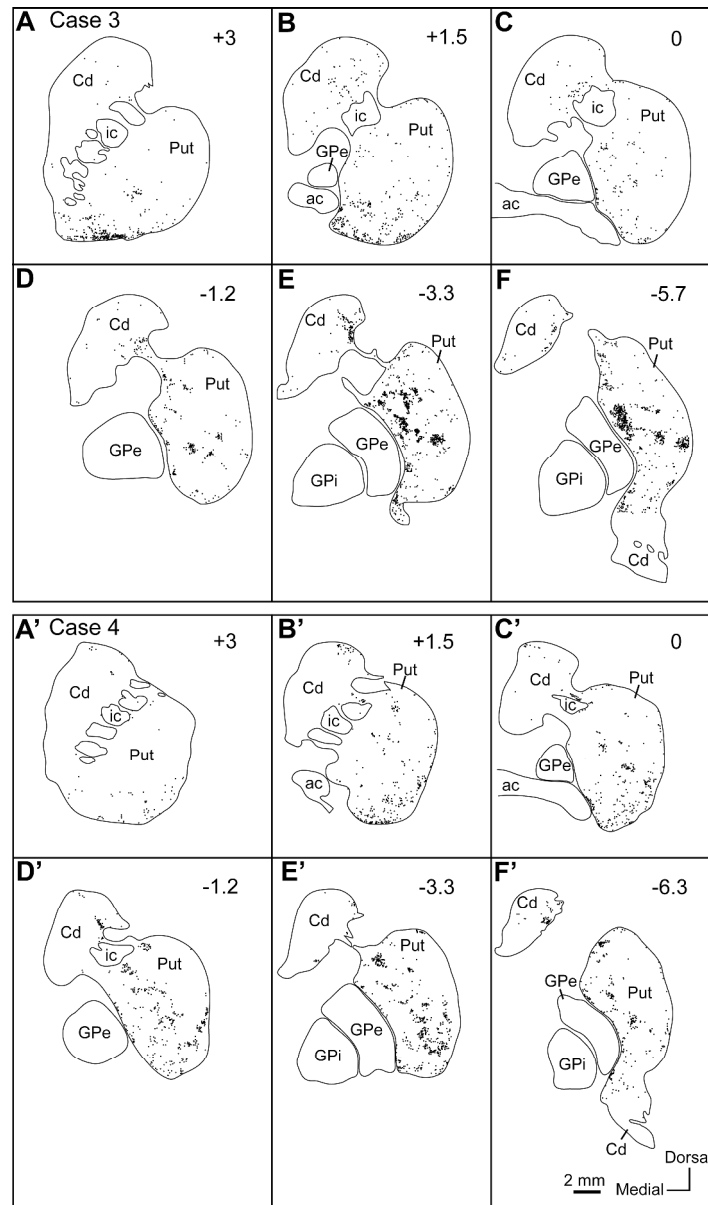 A Case 3
+3
Cd
ic
Put
B
+1.5
Cd
ic
GPe
ac
Put
C
0
Cd
ic
Put
GPe
ac
D
-1.2
Cd
Put
GPe
E
-3.3
Cd
Put
GPe
GPi
F
-5.7
Cd
Put
GPe
GPi
Cd
A’ Case 4
+3
Cd
ic
Put
B’
+1.5
Put
Cd
ic
ac
C’
0
Put
Cd
ic
GPe
ac
D’
-1.2
Cd
ic
Put
GPe
E’
-3.3
Cd
Put
GPe
GPi
F’
-6.3
Cd
GPe
Put
GPi
Cd
Dorsal
Medial
2 mm